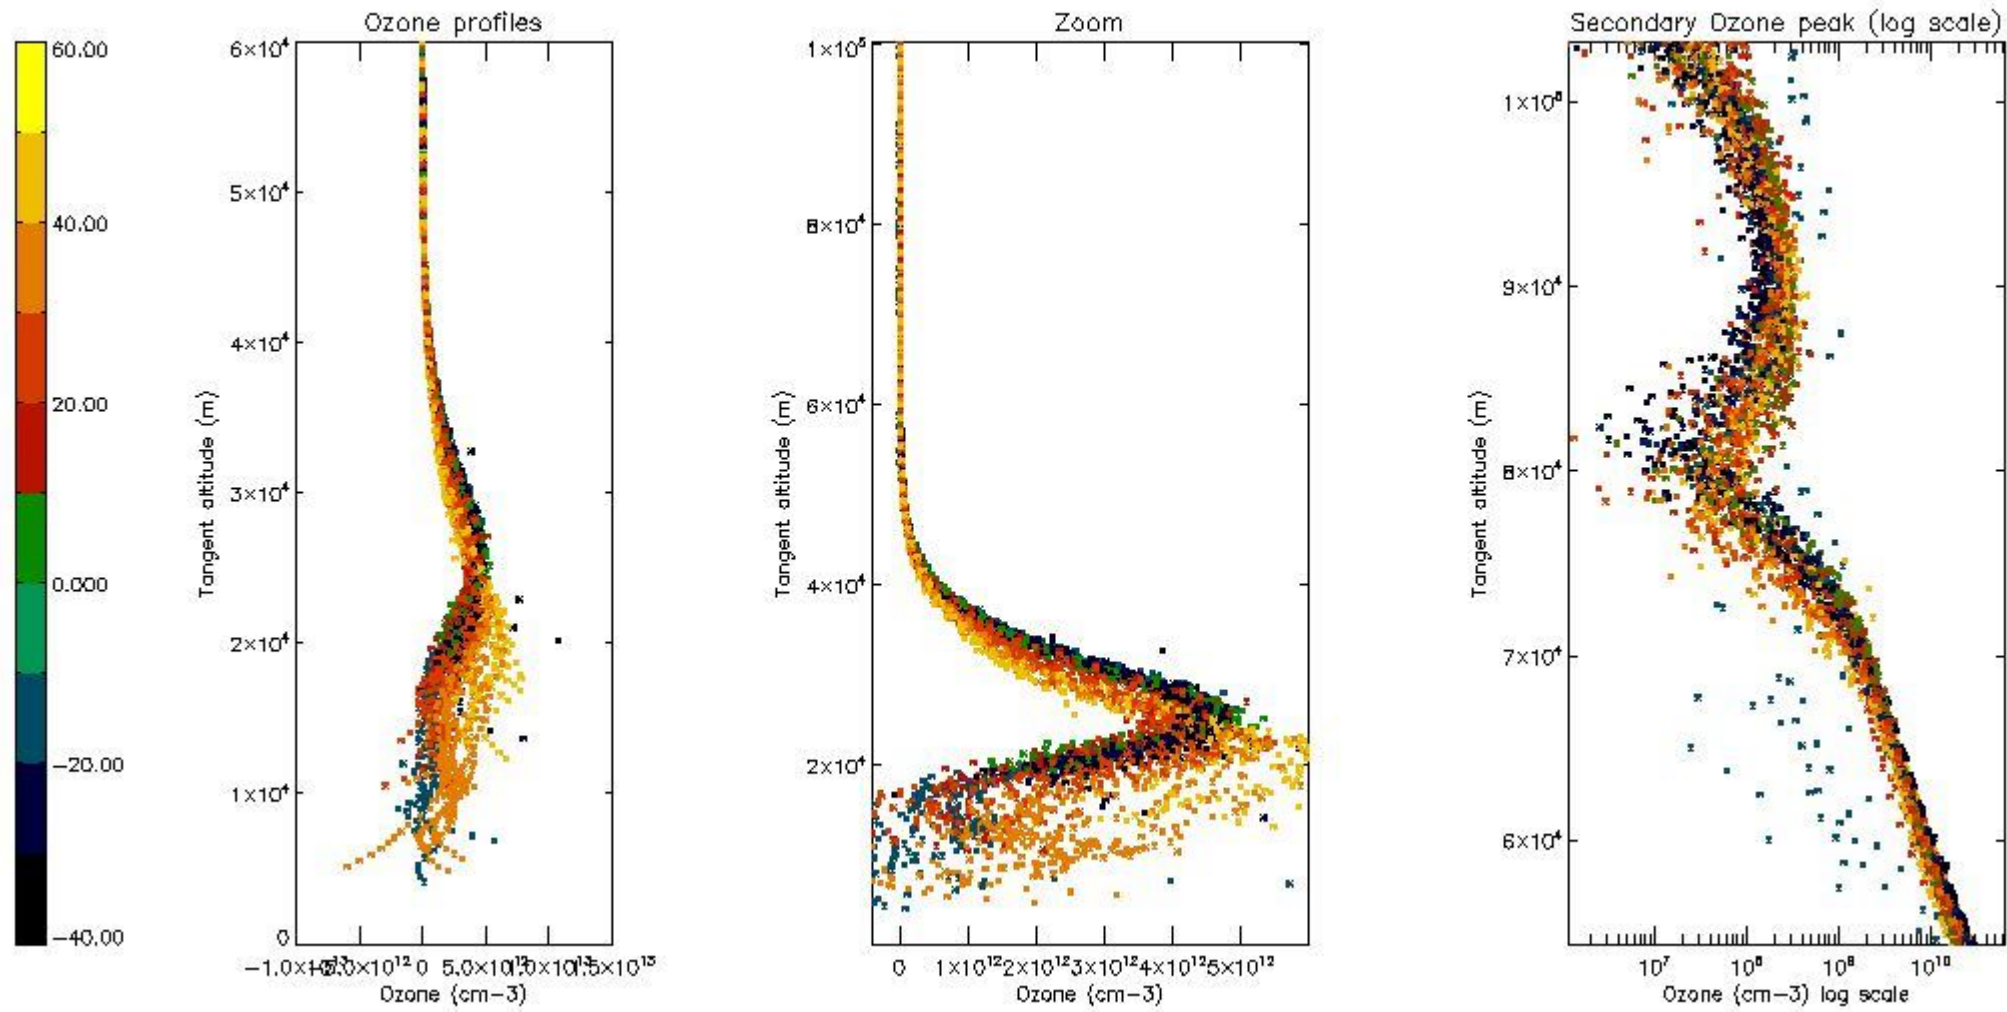 Ozone profiles
Zoom
Secondary Ozone peak (log scale)
60.00
40.00
20.00
0.000
−20.00
−40.00
6×10⁴
5×10⁴
4×10⁴
3×10⁴
2×10⁴
1×10⁴
0
Tangent altitude (m)
0 5.0×10¹²
Ozone (cm−3)
1×10⁵
8×10⁴
6×10⁴
4×10⁴
2×10⁴
Tangent altitude (m)
0 1×10¹² 2×10¹² 3×10¹² 4×10¹² 5×10¹²
Ozone (cm−3)
9×10⁴
8×10⁴
7×10⁴
6×10⁴
Tangent altitude (m)
10⁷ 10⁸ 10⁹ 10¹⁰
Ozone (cm−3) log scale